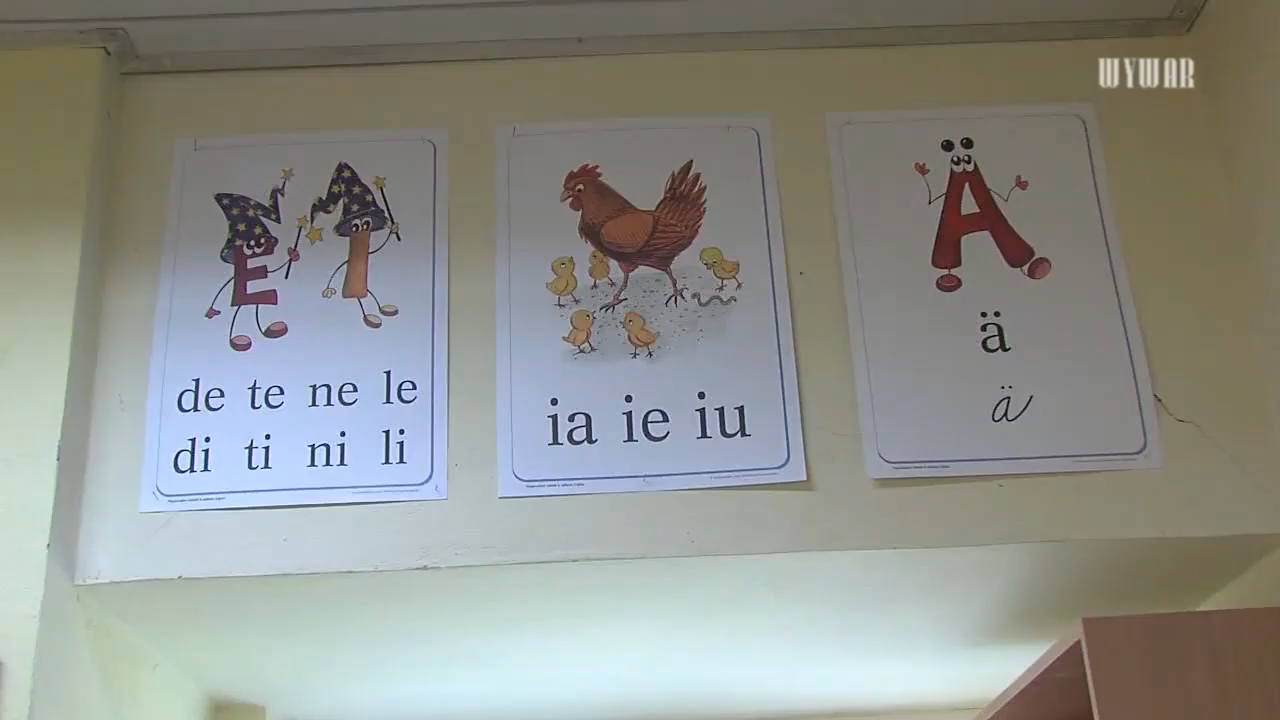 WYWAR
E I
de te ne le
di ti ni li
ia ie iu
Ä
ä
ä